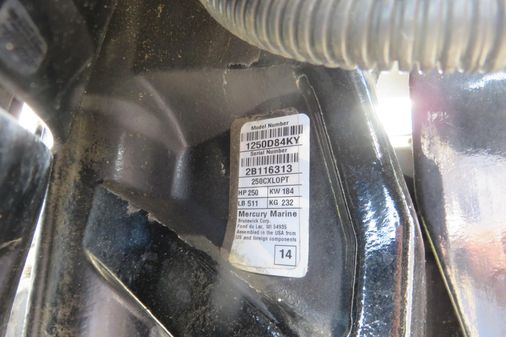 Model Number
1250D84KY
Serial Number
2B116313
250CXLOPT
HP 250 KW 184
LB 511 KG 232
Mercury Marine
Brunswick Corp.
Fond du Lac, WI 54935
Assembled in the USA from
US and foreign components
14